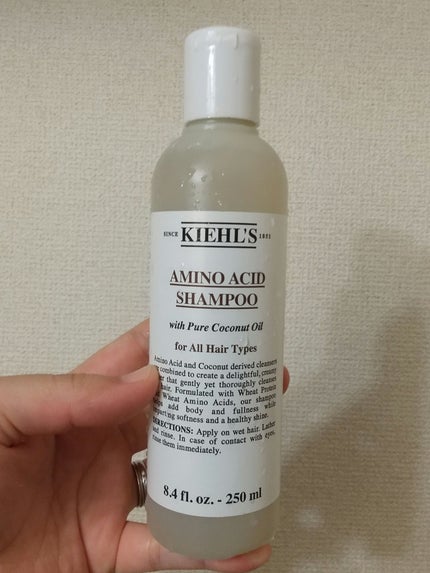 SINCE KIEHL'S 1851
AMINO ACID
SHAMPOO
with Pure Coconut Oil
for All Hair Types
Amino Acid and Coconut derived cleansers
combined to create a delightful, creamy
that gently yet thoroughly cleanses
hair. Formulated with Wheat Protein
Wheat Amino Acids, our shampoo
add body and fullness while
imparting softness and a healthy shine.
DIRECTIONS: Apply on wet hair. Lather
and rinse. In case of contact with eyes,
rinse them immediately.
8.4 fl. oz. - 250 ml